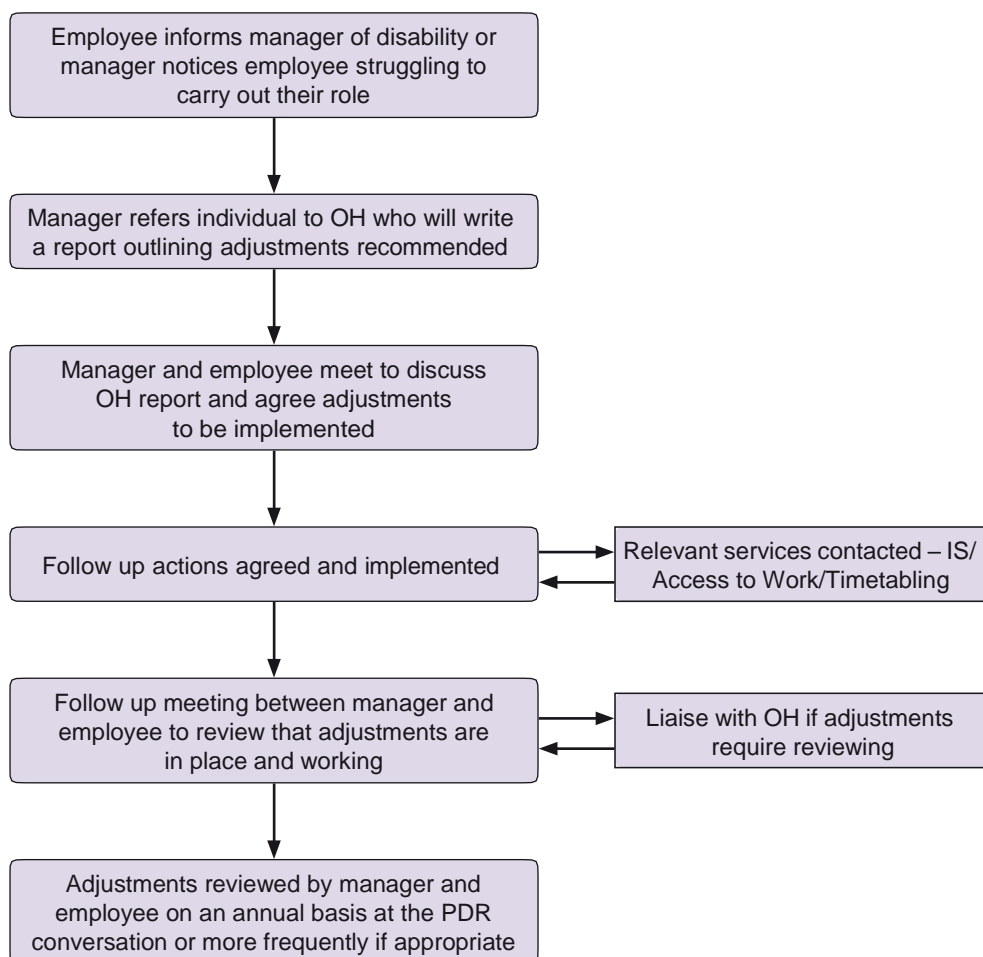 Employee informs manager of disability or
manager notices employee struggling to
carry out their role
Manager refers individual to OH who will write
a report outlining adjustments recommended
Manager and employee meet to discuss
OH report and agree adjustments
to be implemented
Follow up actions agreed and implemented
Relevant services contacted – IS/
Access to Work/Timetabling
Follow up meeting between manager and
employee to review that adjustments are
in place and working
Liaise with OH if adjustments
require reviewing
Adjustments reviewed by manager and
employee on an annual basis at the PDR
conversation or more frequently if appropriate